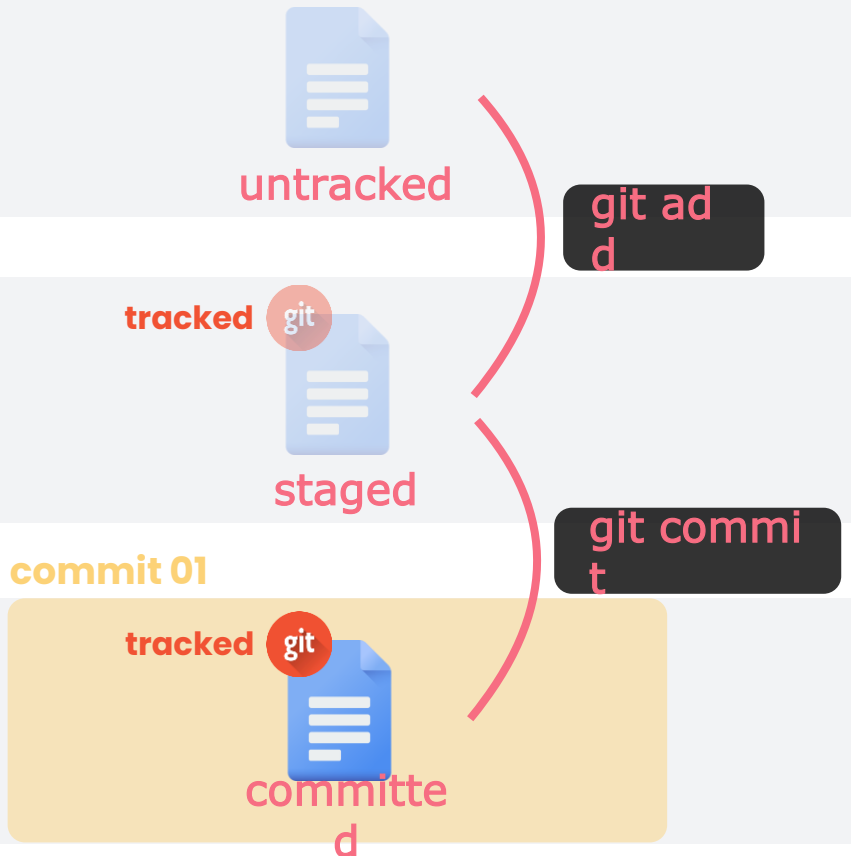 untracked
git ad
d
tracked
git
staged
git commi
t
commit 01
tracked
git
committe
d